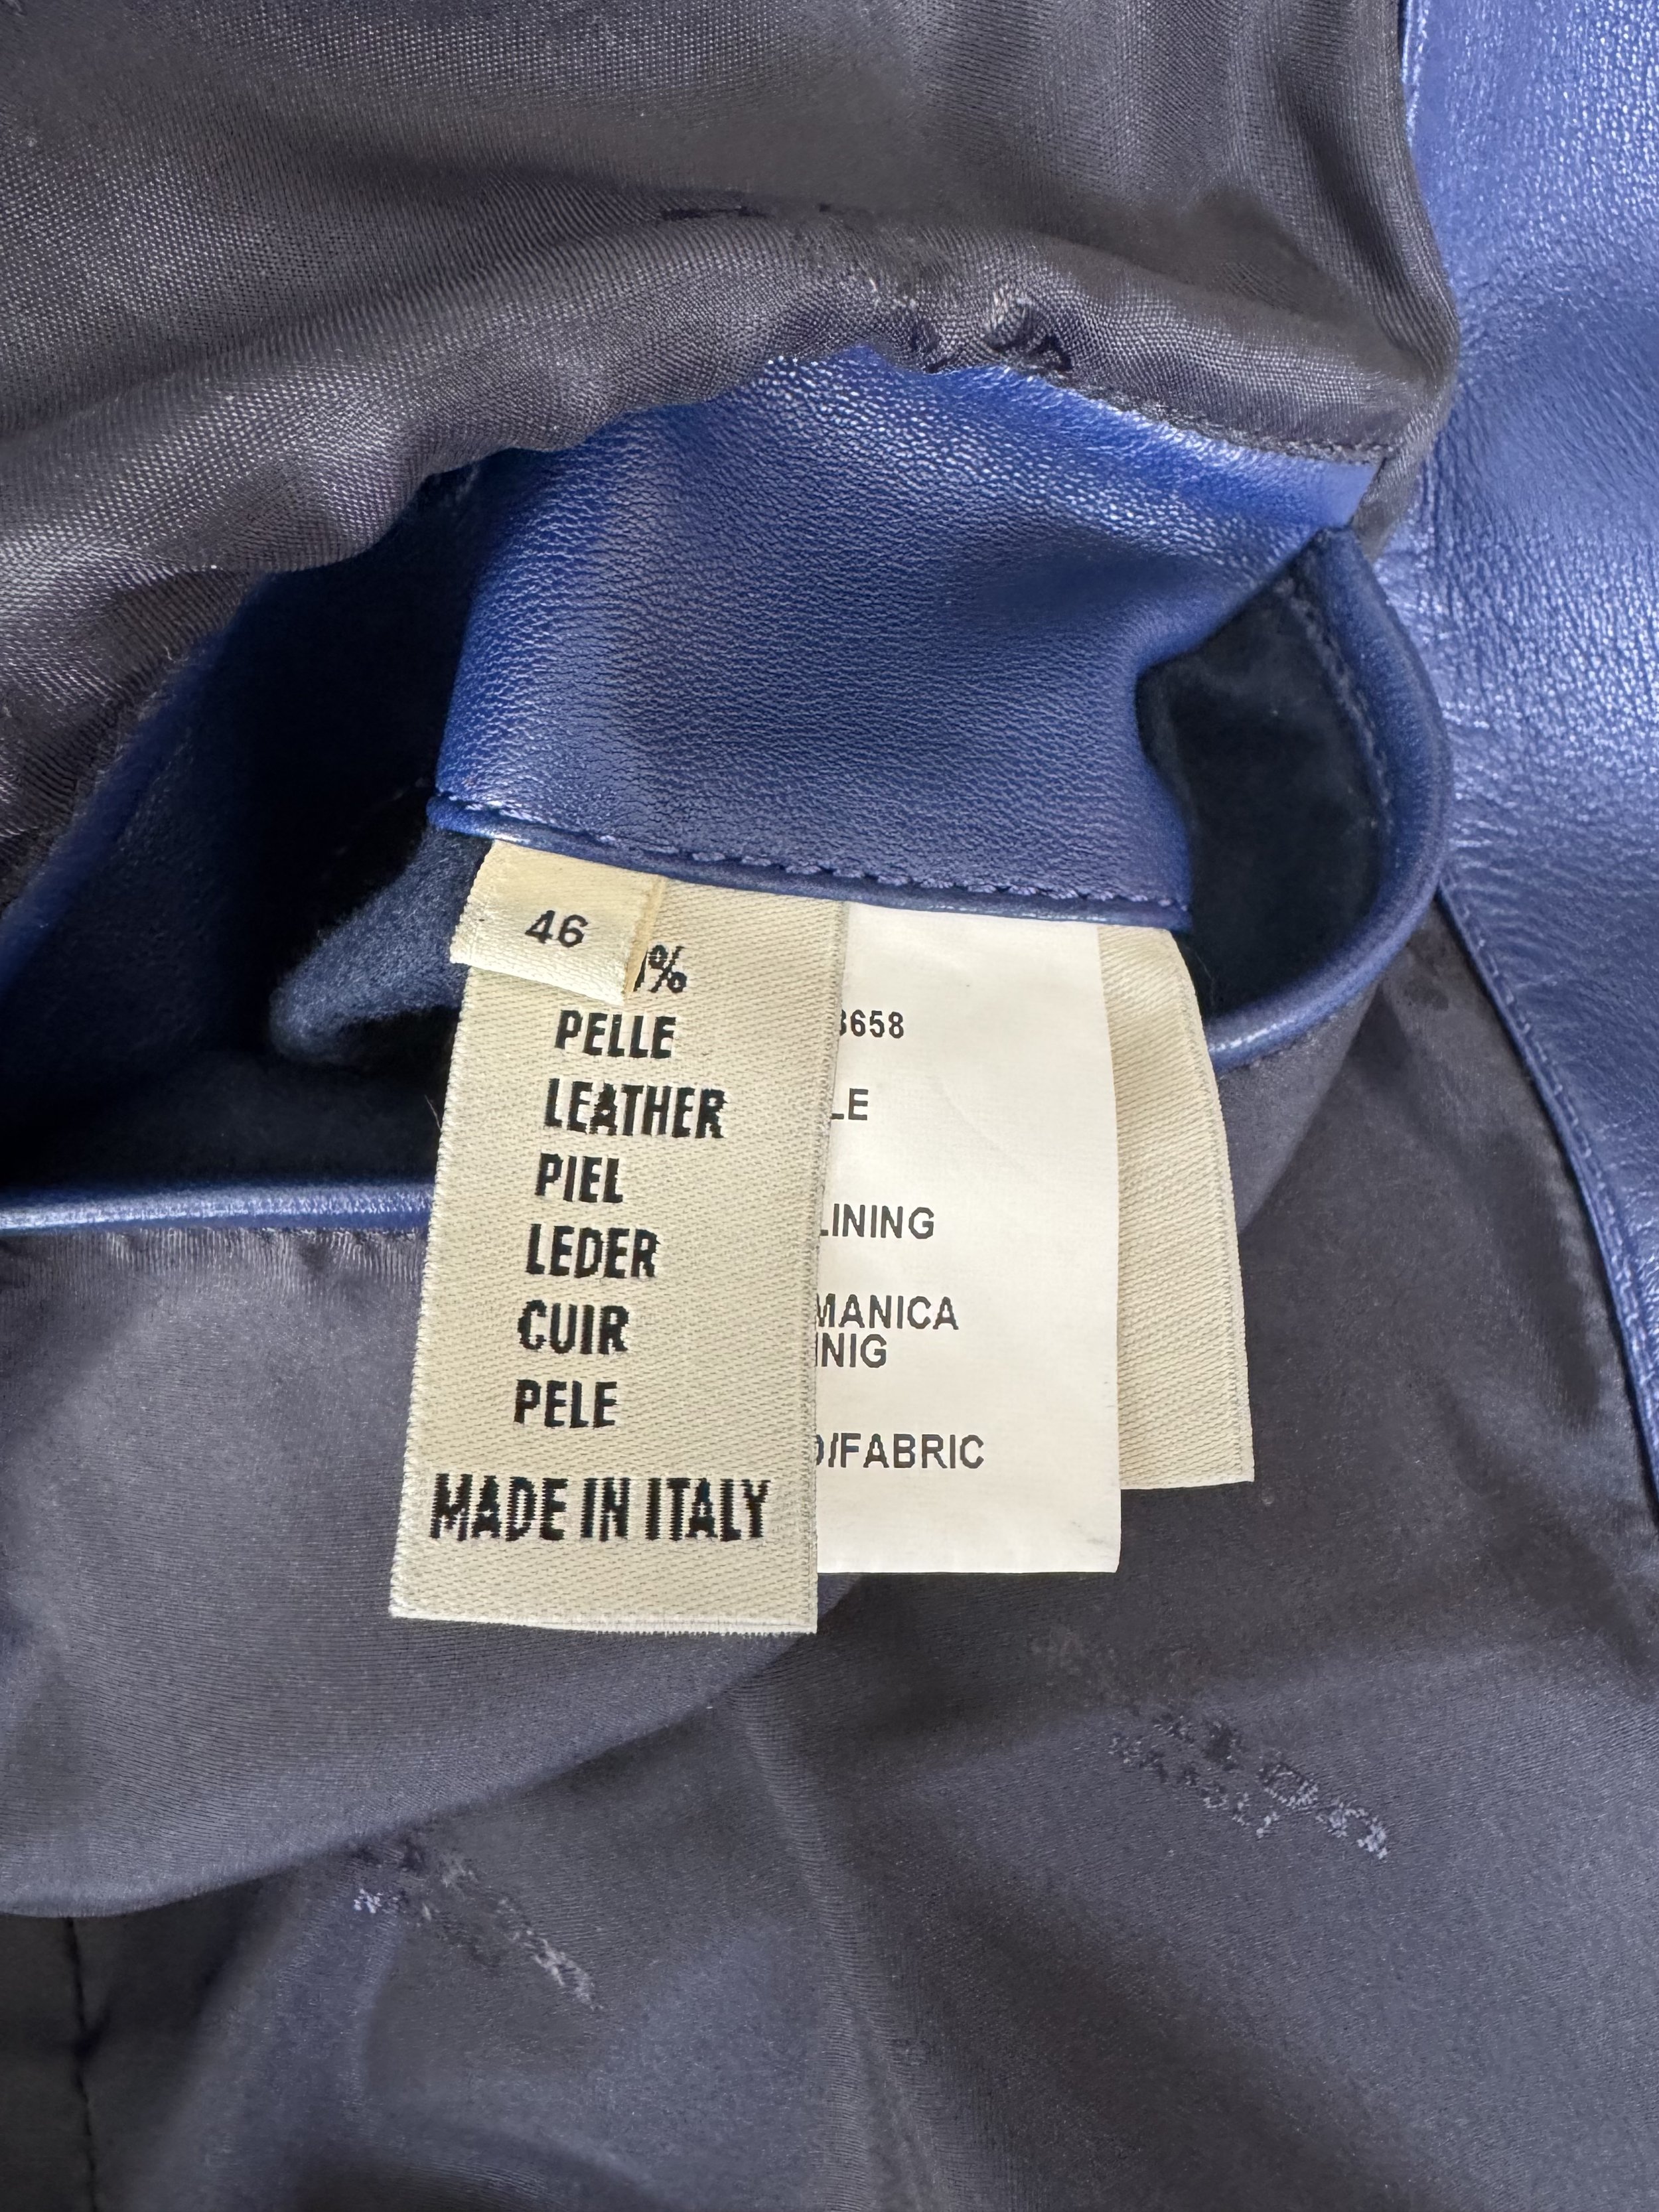 46
%
PELLE
LEATHER
PIEL
LEDER
CUIR
PELE
MADE IN ITALY
3658
LE
LINING
MANICA
NIG
/FABRIC